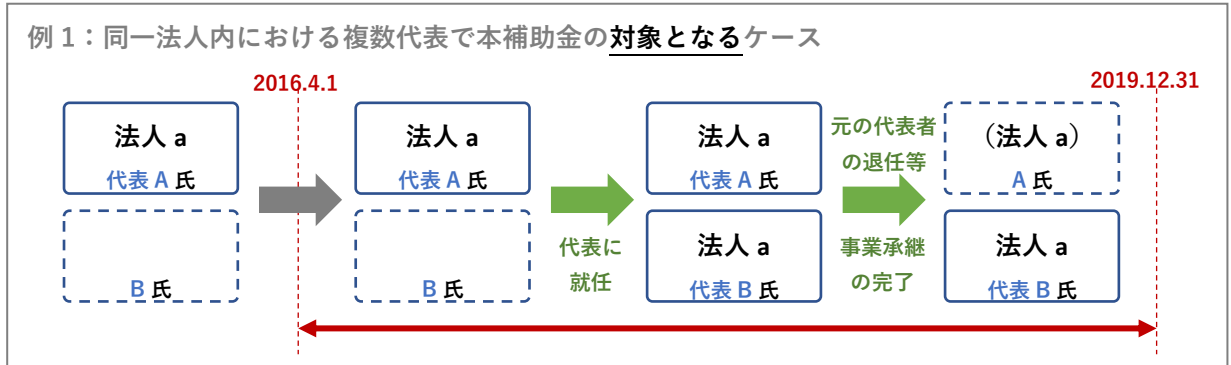 例 1：同一法人内における複数代表で本補助金の対象となるケース
2016.4.1
2019.12.31
法人 a
代表 A 氏
B 氏
法人 a
代表 A 氏
B 氏
代表に
就任
法人 a
代表 A 氏
法人 a
代表 B 氏
元の代表者
の退任等
事業承継
の完了
（法人 a）
A 氏
法人 a
代表 B 氏